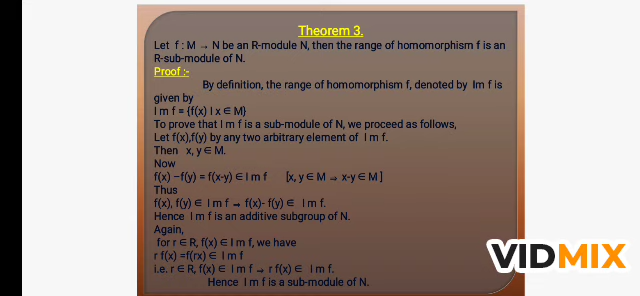 Theorem 3.
Let f : M → N be an R-module N, then the range of homomorphism f is an
R-sub-module of N.
Proof :-
By definition, the range of homomorphism f, denoted by Im f is
given by
I m f = {f(x) I x ∈ M}
To prove that I m f is a sub-module of N, we proceed as follows,
Let f(x),f(y) by any two arbitrary element of I m f.
Then x, y ∈ M.
Now
f(x) –f(y) = f(x-y) ∈ I m f [x, y ∈ M ⇒ x-y ∈ M ]
Thus
f(x), f(y) ∈ I m f ⇒ f(x)- f(y) ∈ I m f.
Hence I m f is an additive subgroup of N.
Again,
for r ∈ R, f(x) ∈ I m f, we have
r f(x) =f(rx) ∈ I m f
i.e. r ∈ R, f(x) ∈ I m f ⇒ r f(x) ∈ I m f.
Hence I m f is a sub-module of N.
VIDMIX